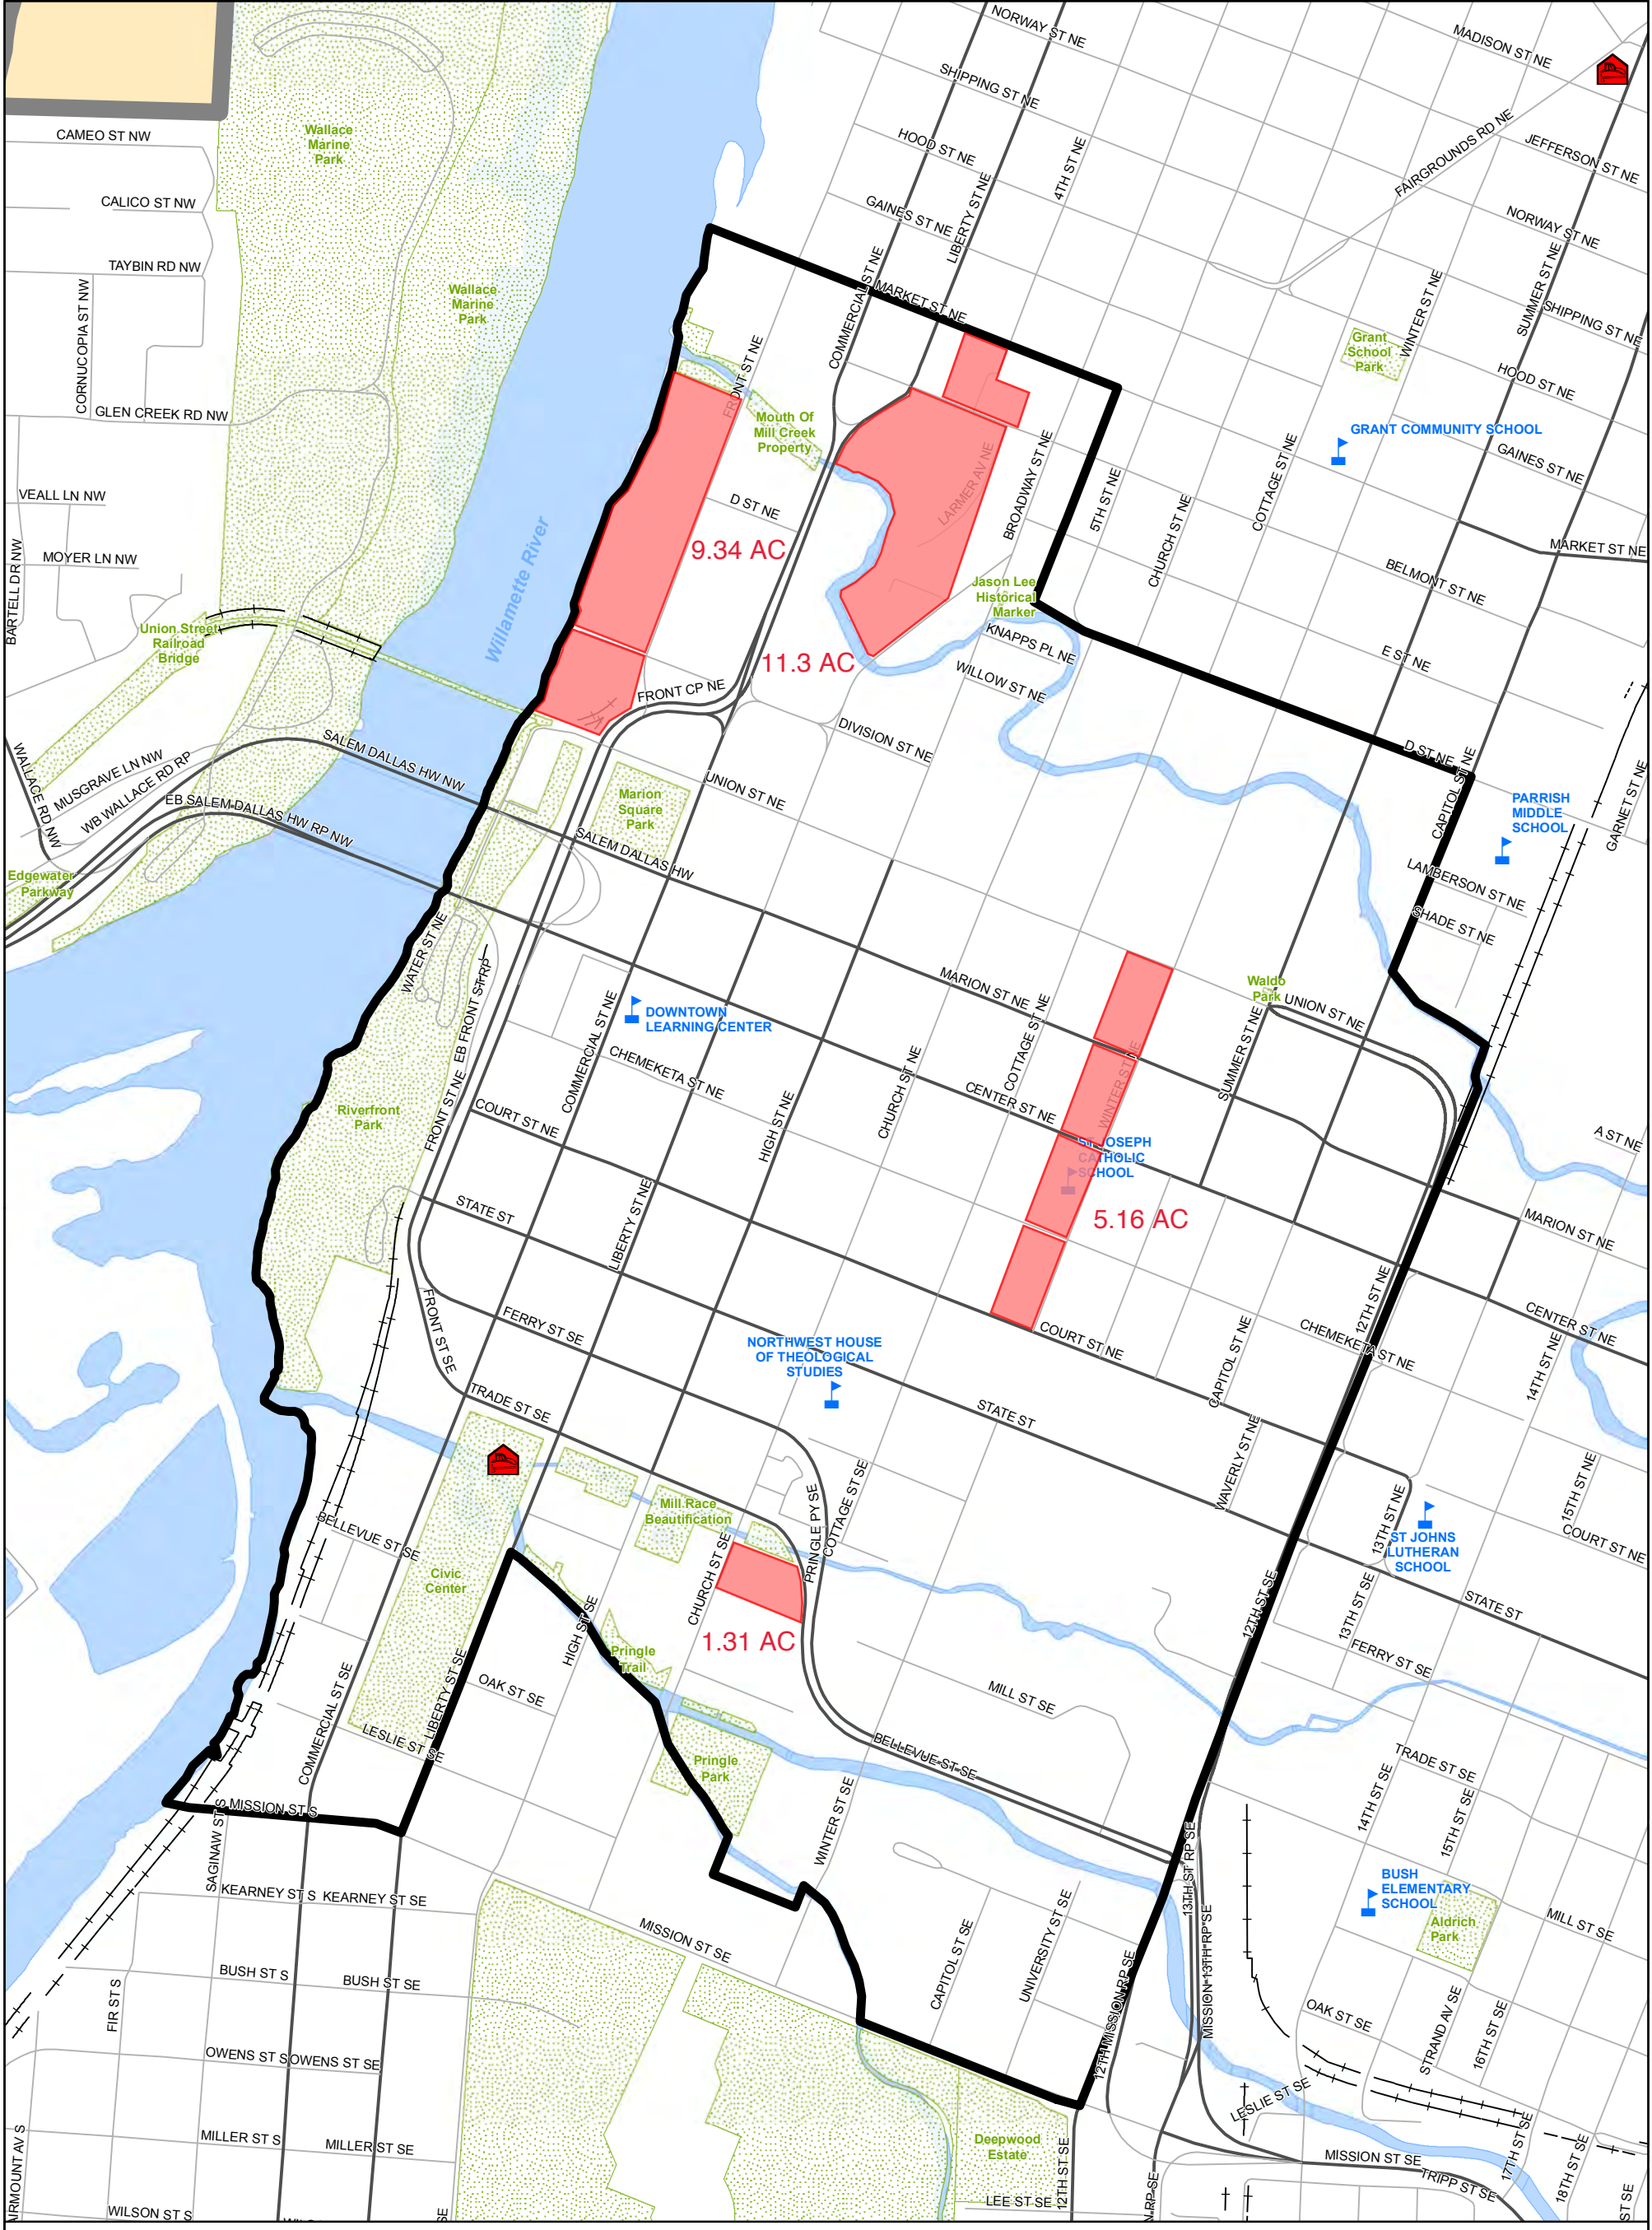 NORWAY ST NE
MADISON ST NE
SHIPPING ST NE
FAIRGROUNDS RD NE
JEFFERSON ST NE
CAMEO ST NW
Wallace
Marine
Park
HOOD ST NE
LIBERTY ST NE
4TH ST NE
CALICO ST NW
GAINES ST NE
NORWAY ST NE
TAYBIN RD NW
CORNUCOPIA ST NW
Wallace
Marine
Park
COMMERCIAL ST NE
MARKET ST NE
WINTER ST NE
SUMMER ST NE
SHIPPING ST NE
Grant
School
Park
HOOD ST NE
GLEN CREEK RD NW
FRONT ST NE
Mouth Of
Mill Creek
Property
GRANT COMMUNITY SCHOOL
GAINES ST NE
VEALL LN NW
D ST NE
LARMER AV NE
BROADWAY ST NE
5TH ST NE
CHURCH ST NE
COTTAGE ST NE
MARKET ST NE
BARTELL DR NW
MOYER LN NW
Willamette River
9.34 AC
BELMONT ST NE
Jason Lee
Historical
Marker
Union Street
Railroad
Bridge
KNAPPS PL NE
E ST NE
11.3 AC
WILLOW ST NE
FRONT CP NE
DIVISION ST NE
WALLACE RD NW
MUSGRAVE LN NW
WB WALLACE RD RP
SALEM DALLAS HW NW
D ST NE
CAPITOL ST NE
GARNET ST NE
UNION ST NE
Marion
Square
Park
EB SALEM DALLAS HW RP NW
SALEM DALLAS HW
PARRISH
MIDDLE
SCHOOL
Edgewater
Parkway
LAMBERSON ST NE
SHADE ST NE
WATER ST NE
EB FRONT ST RP
MARION ST NE
Waldo
Park
UNION ST NE
DOWNTOWN
LEARNING CENTER
COMMERCIAL ST NE
CHEMEKETA ST NE
COTTAGE ST NE
WINTER ST NE
SUMMER ST NE
Riverfront
Park
FRONT ST NE
COURT ST NE
HIGH ST NE
CHURCH ST NE
CENTER ST NE
A ST NE
ST JOSEPH
CATHOLIC
SCHOOL
STATE ST
LIBERTY ST NE
5.16 AC
MARION ST NE
FRONT ST SE
FERRY ST SE
COURT ST NE
12TH ST NE
CHEMEKETA ST NE
CENTER ST NE
NORTHWEST HOUSE
OF THEOLOGICAL
STUDIES
CAPITOL ST NE
14TH ST NE
TRADE ST SE
STATE ST
WAVERLY ST NE
PRINGLE PY SE
COTTAGE ST SE
13TH ST NE
15TH ST NE
Mill Race
Beautification
BELLEVUE ST SE
ST JOHNS
LUTHERAN
SCHOOL
COURT ST NE
Civic
Center
CHURCH ST SE
HIGH ST SE
12TH ST SE
13TH ST SE
STATE ST
1.31 AC
Pringle
Trail
FERRY ST SE
COMMERCIAL ST SE
LIBERTY ST SE
OAK ST SE
MILL ST SE
LESLIE ST SE
BELLEVUE ST SE
Pringle
Park
TRADE ST SE
MISSION ST S
WINTER ST SE
14TH ST SE
15TH ST SE
SAGINAW ST S
13TH ST RP SE
KEARNEY ST S
KEARNEY ST SE
BUSH
ELEMENTARY
SCHOOL
Aldrich
Park
MILL ST SE
MISSION ST SE
CAPITOL ST SE
UNIVERSITY ST SE
MISSION 13TH RP SE
BUSH ST S
BUSH ST SE
FIR ST S
12TH MISSION RP SE
OAK ST SE
STRAND AV SE
16TH ST SE
OWENS ST S
OWENS ST SE
LESLIE ST SE
MILLER ST S
MILLER ST SE
Deepwood
Estate
12TH ST SE
MISSION ST SE
TRIPP ST SE
17TH ST SE
18TH ST SE
LEE ST SE
WILSON ST S